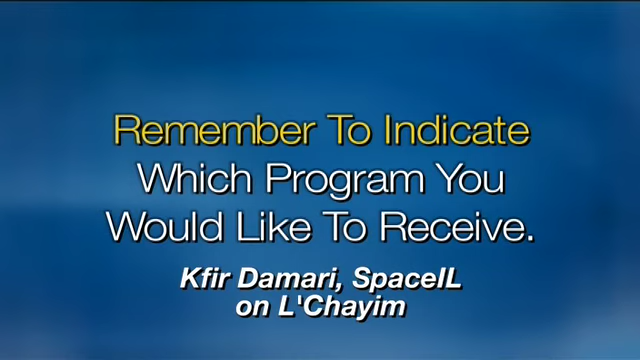 Remember To Indicate
Which Program You
Would Like To Receive.
Kfir Damari, SpaceIL
on L'Chayim